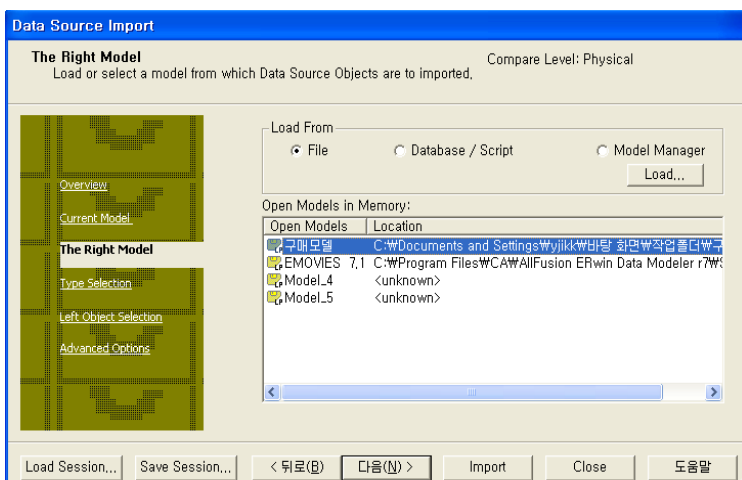 Data Source Import
The Right Model
Compare Level: Physical
Load or select a model from which Data Source Objects are to imported,
Overview
Current Model
The Right Model
Type Selection
Left Object Selection
Advanced Options
Load From
File
Database / Script
Model Manager
Load...
Open Models in Memory:
Open Models Location
구매모델 C:₩Documents and Settings₩yjikk₩바탕 화면₩작업폴더₩구
EMOVIES 7,1 C:₩Program Files₩CA₩AllFusion ERwin Data Modeler r7₩S
Model_4 <unknown>
Model_5 <unknown>
Load Session,,,
Save Session,,,
< 뒤로(B)
다음(N) >
Import
Close
도움말